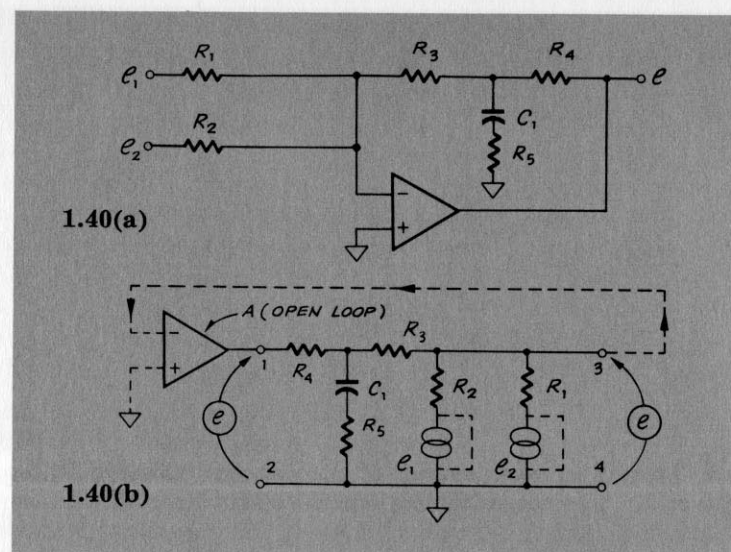 R₁ R₃ R₄
e₁ e
R₂ C₁
e₂ R₅
−
+
1.40(a)
A (OPEN LOOP)
− R₃
+ 1 3
R₄ C₁ R₂ R₁
e e
R₅ e₁ e₂
2 4
1.40(b)